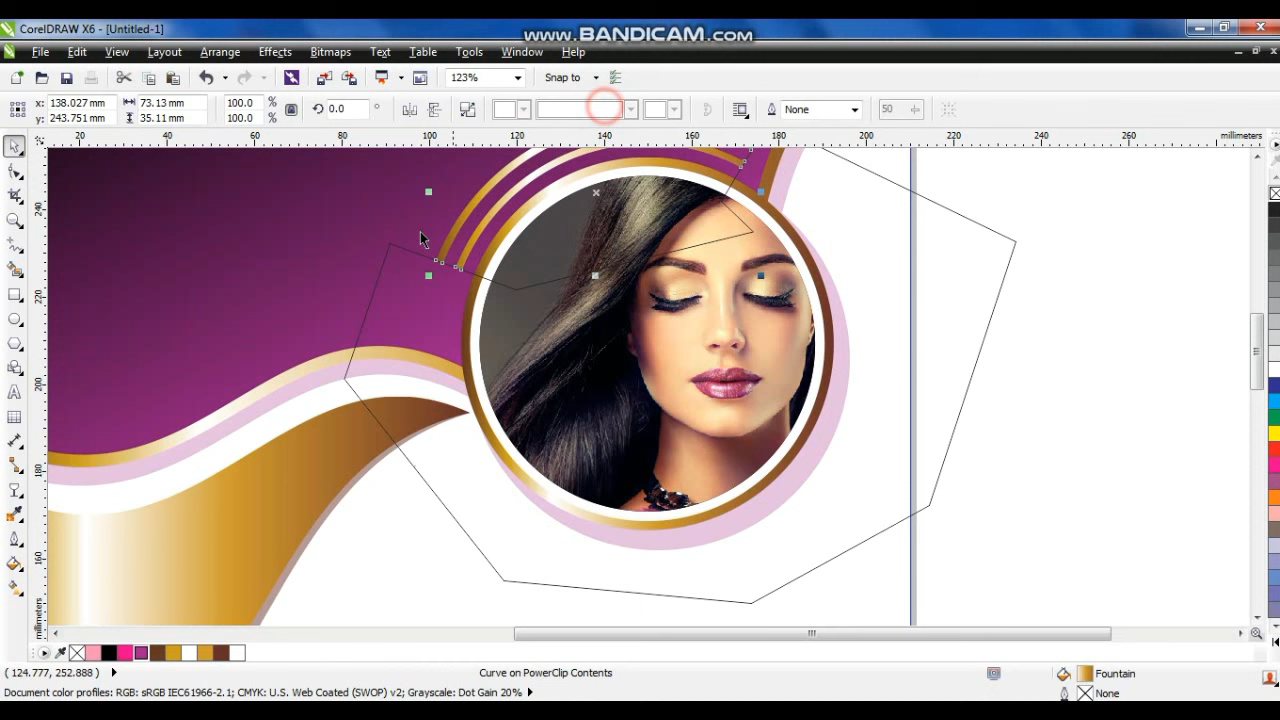 CorelDRAW X6 - [Untitled-1]
www.BANDICAM.com
File Edit View Layout Arrange Effects Bitmaps Text Table Tools Window Help
123% Snap to
x: 138.027 mm 73.13 mm 100.0 % 0.0 ° None 50
y: 243.751 mm 35.11 mm 100.0 %
20 40 60 80 100 120 140 160 180 200 220 240 260 millimeters
240
220
200
180
160
millimeters
( 124.777, 252.888 ) Curve on PowerClip Contents Fountain
Document color profiles: RGB: sRGB IEC61966-2.1; CMYK: U.S. Web Coated (SWOP) v2; Grayscale: Dot Gain 20% None